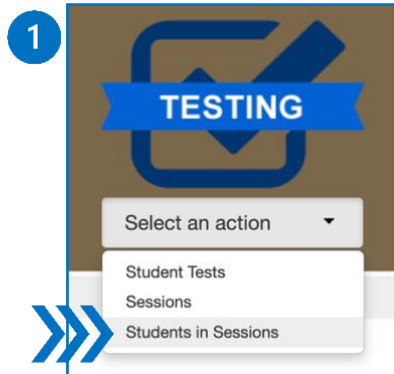 1
TESTING
Select an action
Student Tests
Sessions
Students in Sessions